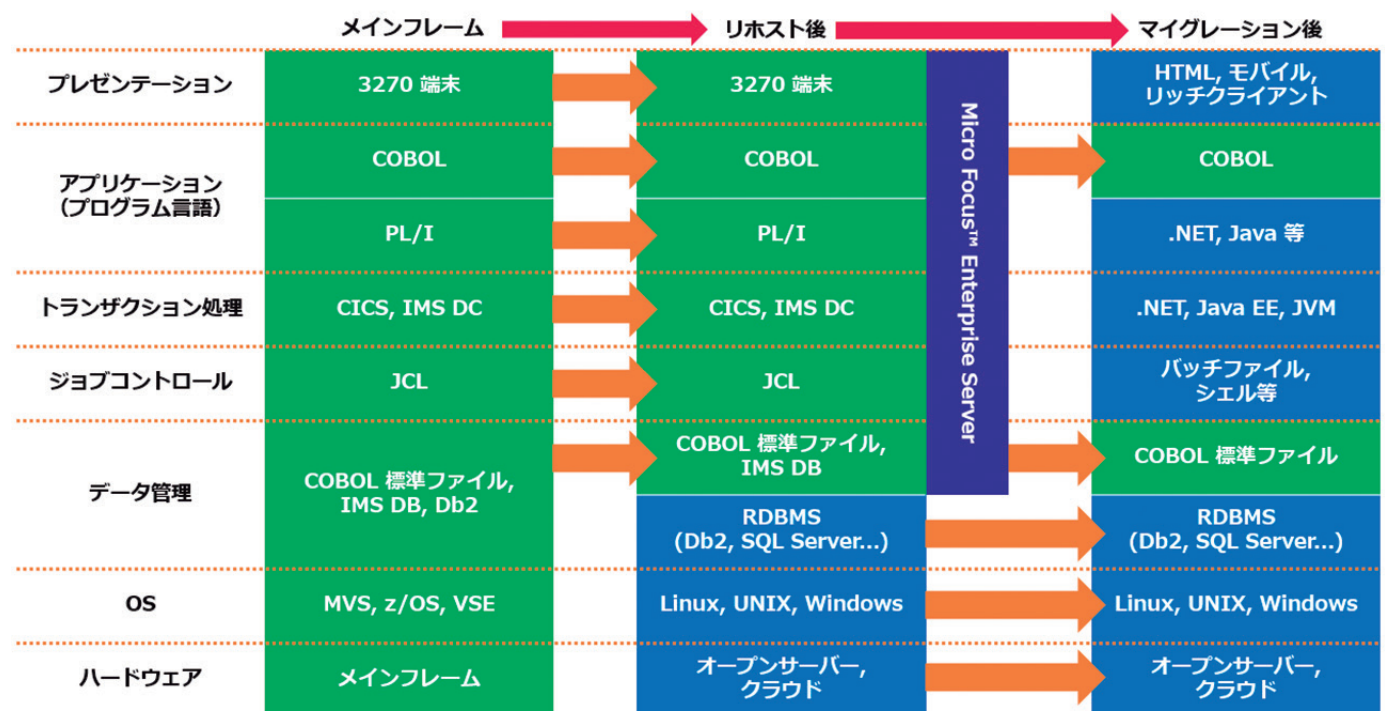 メインフレーム
リホスト後
マイグレーション後
プレゼンテーション
3270 端末
3270 端末
HTML, モバイル,
リッチクライアント
アプリケーション
（プログラム言語）
COBOL
COBOL
COBOL
PL/I
PL/I
.NET, Java 等
Micro Focus™ Enterprise Server
トランザクション処理
CICS, IMS DC
CICS, IMS DC
.NET, Java EE, JVM
ジョブコントロール
JCL
JCL
バッチファイル,
シェル等
データ管理
COBOL 標準ファイル,
IMS DB, Db2
COBOL 標準ファイル,
IMS DB
COBOL 標準ファイル
RDBMS
(Db2, SQL Server...)
RDBMS
(Db2, SQL Server...)
OS
MVS, z/OS, VSE
Linux, UNIX, Windows
Linux, UNIX, Windows
ハードウェア
メインフレーム
オープンサーバー,
クラウド
オープンサーバー,
クラウド